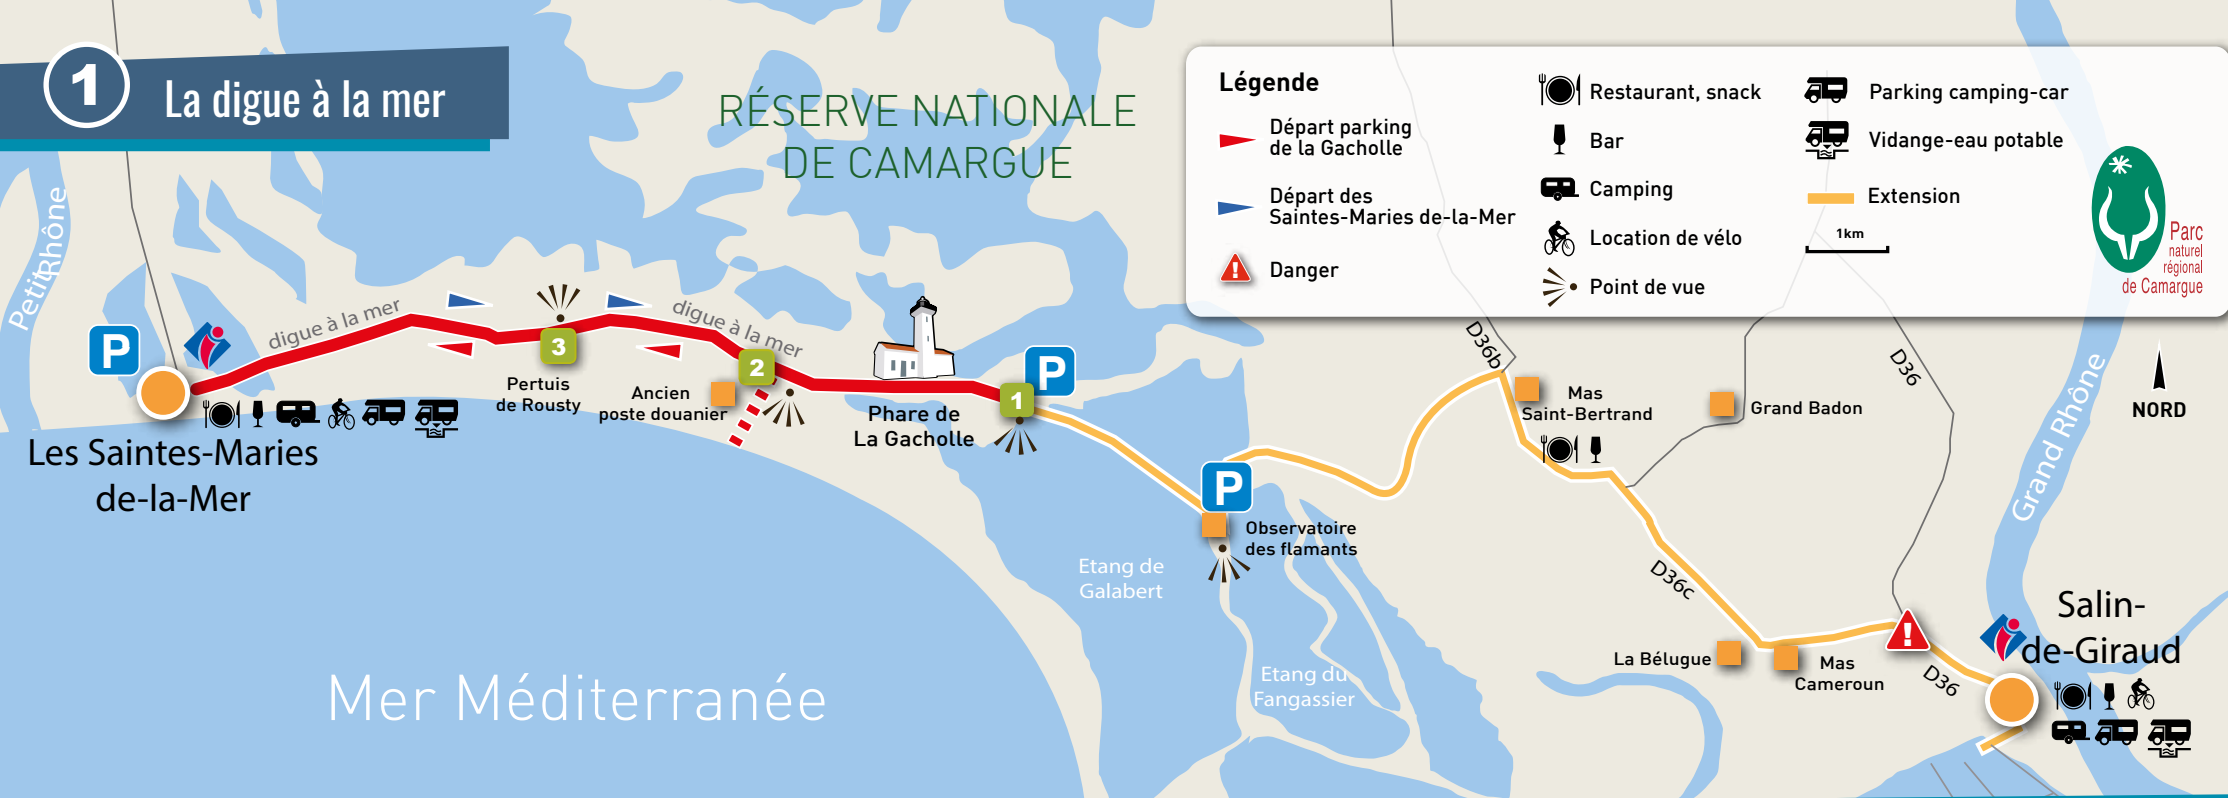 1
La digue à la mer
RÉSERVE NATIONALE
DE CAMARGUE
Légende
Départ parking
de la Gacholle
Départ des
Saintes-Maries de-la-Mer
Danger
Restaurant, snack
Bar
Camping
Location de vélo
Point de vue
Parking camping-car
Vidange-eau potable
Extension
1km
Parc
naturel
régional
de Camargue
Petit Rhône
P
digue à la mer
Les Saintes-Maries
de-la-Mer
3
Pertuis
de Rousty
digue à la mer
2
Ancien
poste douanier
Phare de
La Gacholle
1
P
P
Observatoire
des flamants
Etang de
Galabert
Etang du
Fangassier
Mer Méditerranée
D36b
Mas
Saint-Bertrand
Grand Badon
D36
Grand Rhône
NORD
D36c
La Bélugue
Mas
Cameroun
!
D36
Salin-
de-Giraud